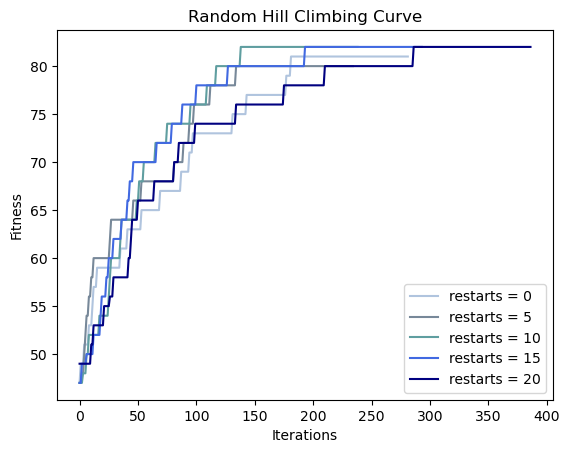 Random Hill Climbing Curve
Fitness
80
75
70
65
60
55
50
restarts = 0
restarts = 5
restarts = 10
restarts = 15
restarts = 20
0 50 100 150 200 250 300 350 400
Iterations